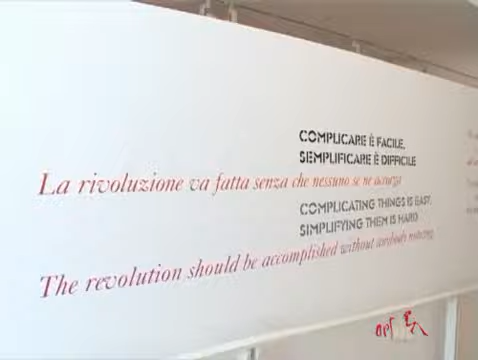 COMPLICARE È FACILE,
SEMPLIFICARE È DIFFICILE
La rivoluzione va fatta senza che nessuno se ne accorga
COMPLICATING THINGS IS EASY,
SIMPLIFYING THEM IS HARD
The revolution should be accomplished without anybody noticing